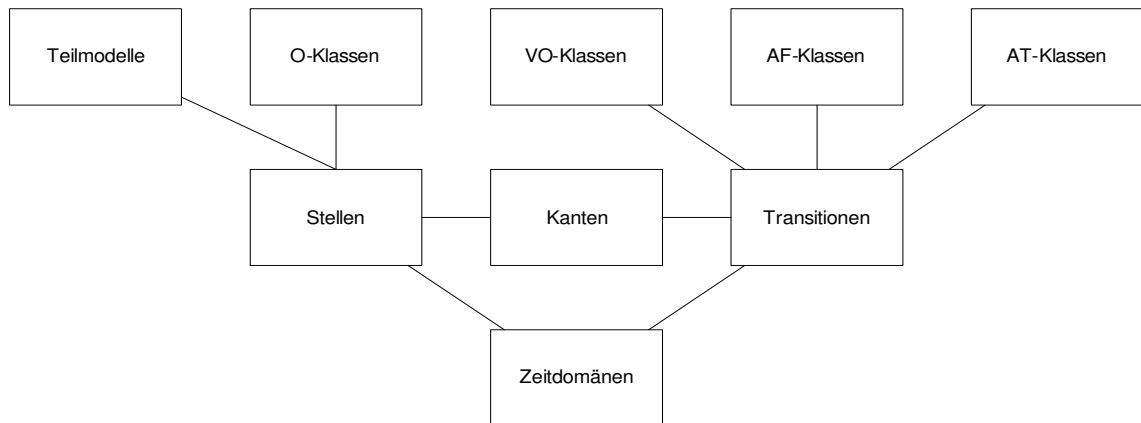 Teilmodelle
O-Klassen
VO-Klassen
AF-Klassen
AT-Klassen
Stellen
Kanten
Transitionen
Zeitdomänen